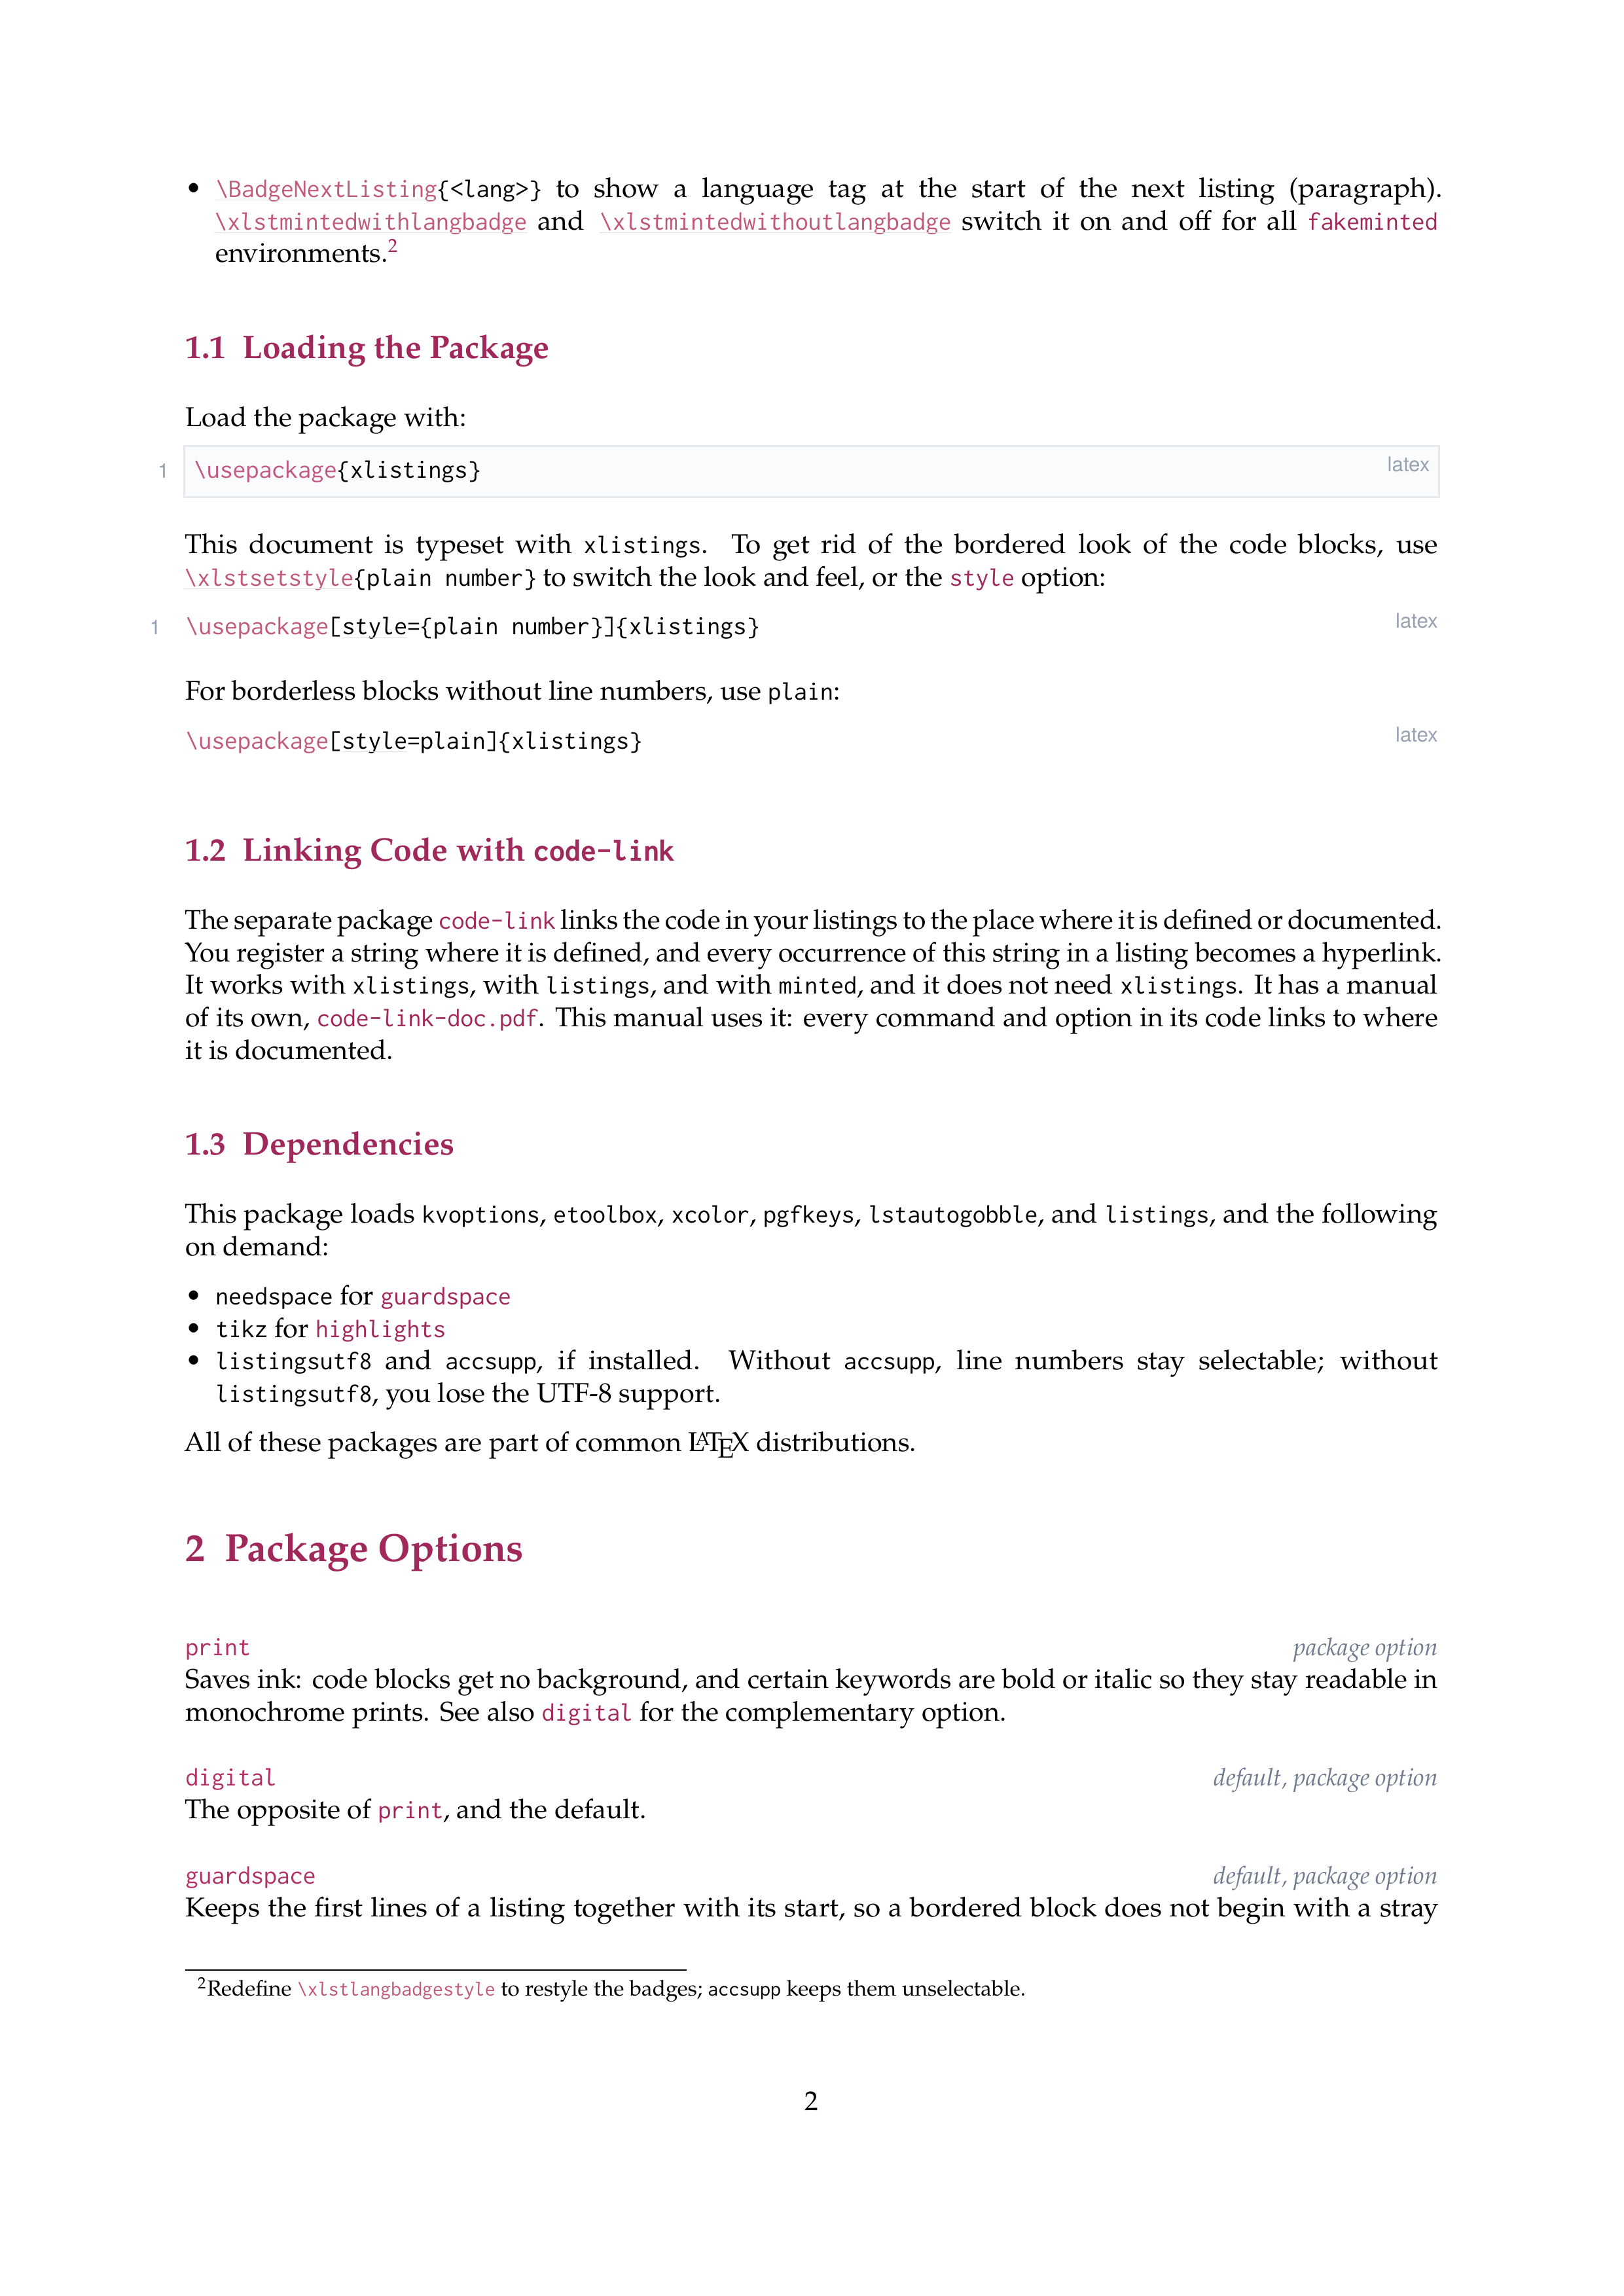 • \BadgeNextListing{<lang>} to show a language tag at the start of the next listing (paragraph).
\xlstmintedwithlangbadge and \xlstmintedwithoutlangbadge switch it on and off for all fakeminted
environments.2
1.1 Loading the Package
Load the package with:
1 \usepackage{xlistings} latex
This document is typeset with xlistings. To get rid of the bordered look of the code blocks, use
\xlstsetstyle{plain number} to switch the look and feel, or the style option:
1 \usepackage[style={plain number}]{xlistings} latex
For borderless blocks without line numbers, use plain:
\usepackage[style=plain]{xlistings} latex
1.2 Linking Code with code-link
The separate package code-link links the code in your listings to the place where it is defined or documented.
You register a string where it is defined, and every occurrence of this string in a listing becomes a hyperlink.
It works with xlistings, with listings, and with minted, and it does not need xlistings. It has a manual
of its own, code-link-doc.pdf. This manual uses it: every command and option in its code links to where
it is documented.
1.3 Dependencies
This package loads kvoptions, etoolbox, xcolor, pgfkeys, lstautogobble, and listings, and the following
on demand:
• needspace for guardspace
• tikz for highlights
• listingsutf8 and accsupp, if installed. Without accsupp, line numbers stay selectable; without
listingsutf8, you lose the UTF-8 support.
All of these packages are part of common LATEX distributions.
2 Package Options
print package option
Saves ink: code blocks get no background, and certain keywords are bold or italic so they stay readable in
monochrome prints. See also digital for the complementary option.
digital default, package option
The opposite of print, and the default.
guardspace default, package option
Keeps the first lines of a listing together with its start, so a bordered block does not begin with a stray
2Redefine \xlstlangbadgestyle to restyle the badges; accsupp keeps them unselectable.
2